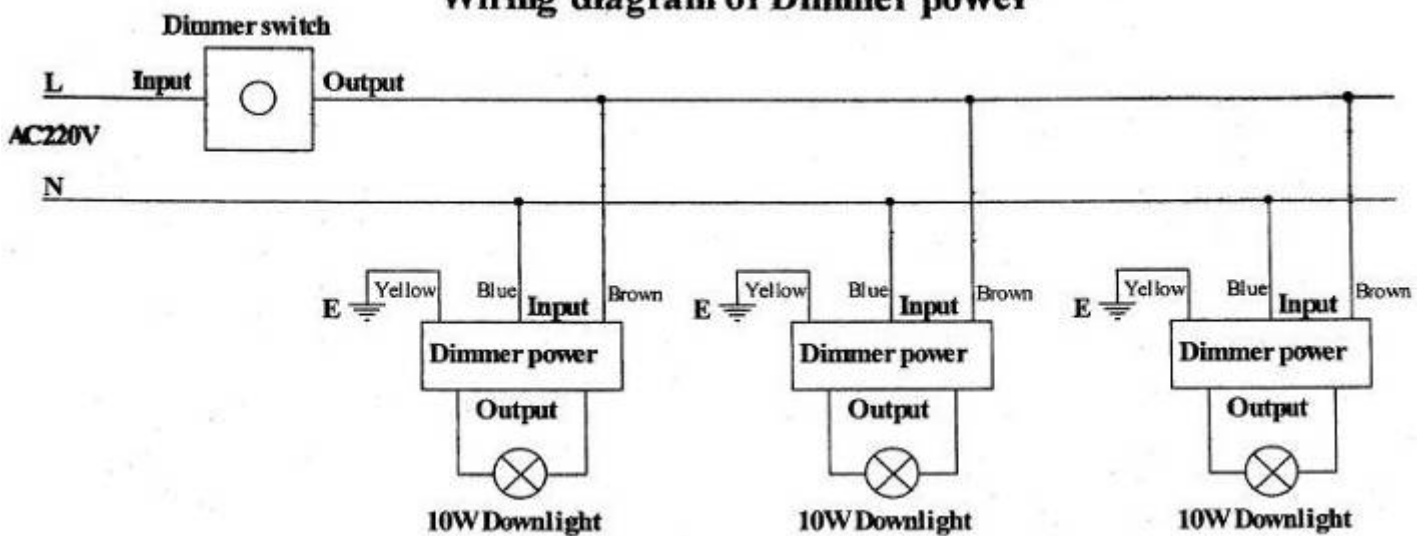 Wiring diagram of Dimmer power
Dimmer switch
L Input Output
AC220V
N
Yellow Blue Brown Yellow Blue Brown Yellow Blue Brown
E Input E Input E Input
Dimmer power Dimmer power Dimmer power
Output Output Output
10W Downlight 10W Downlight 10W Downlight